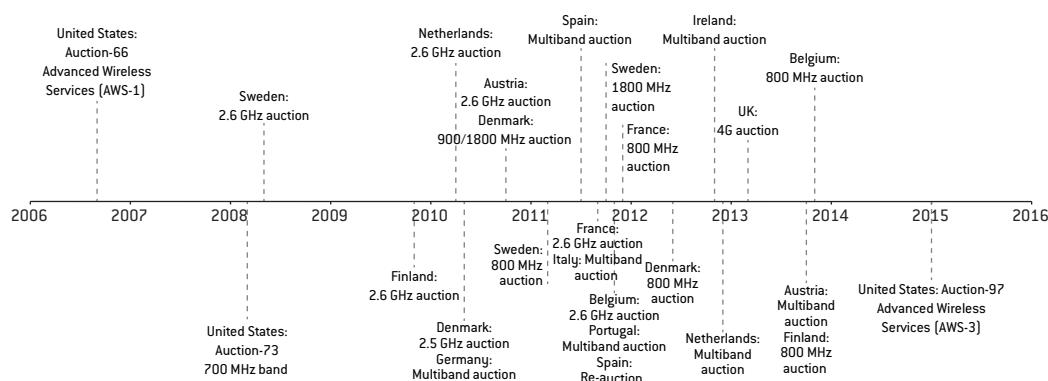 United States:
Auction-66
Advanced Wireless
Services (AWS-1)
Sweden:
2.6 GHz auction
Netherlands:
2.6 GHz auction
Austria:
2.6 GHz auction
Denmark:
900/1800 MHz auction
Spain:
Multiband auction
Sweden:
1800 MHz
auction
France:
800 MHz
auction
Ireland:
Multiband auction
UK:
4G auction
Belgium:
800 MHz auction
2006 2007 2008 2009 2010 2011 2012 2013 2014 2015 2016
United States:
Auction-73
700 MHz band
Finland:
2.6 GHz auction
Denmark:
2.5 GHz auction
Germany:
Multiband auction
Sweden:
800 MHz
auction
France:
2.6 GHz auction
Italy: Multiband
auction
Belgium:
2.6 GHz auction
Portugal:
Multiband auction
Spain:
Re-auction
Denmark:
800 MHz
auction
Netherlands:
Multiband
auction
Austria:
Multiband
auction
Finland:
800 MHz
auction
United States: Auction-97
Advanced Wireless
Services (AWS-3)